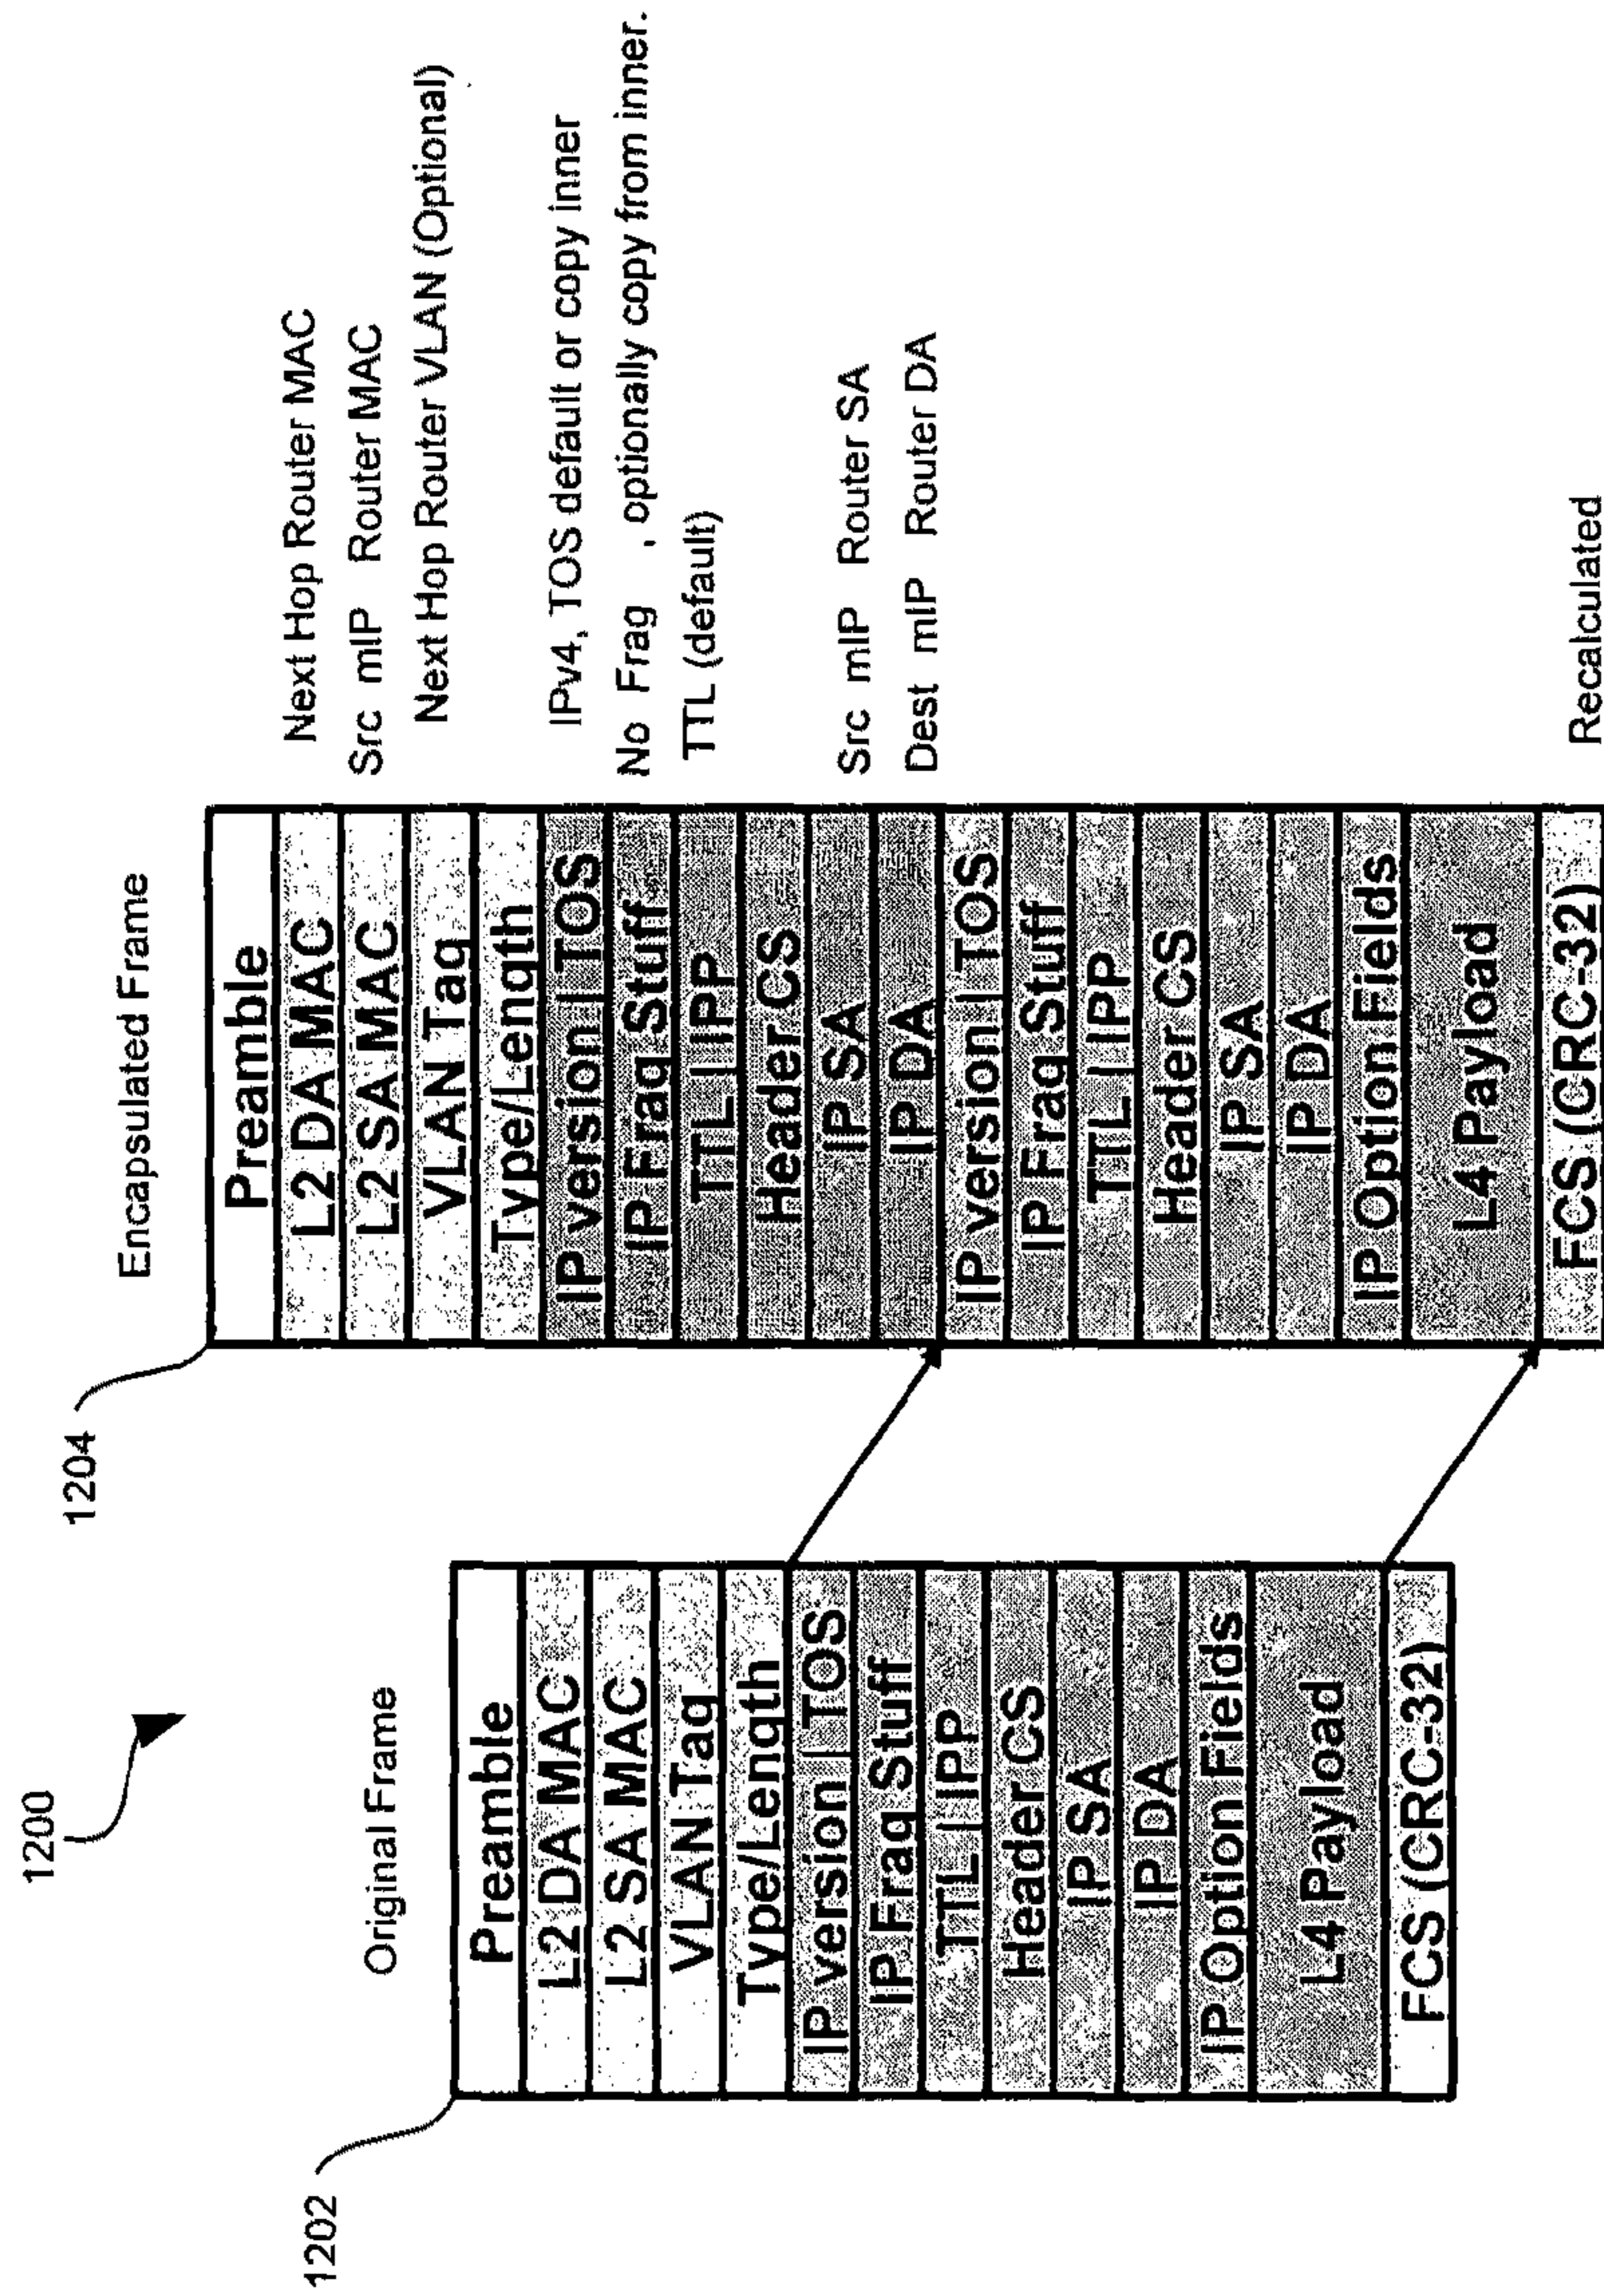 1200
Original Frame
1202
Preamble
L2 DA MAC
L2 SA MAC
VLAN Tag
Type/Length
IP version | TOS
IP Frag Stuff
TTL | IPP
Header CS
IP SA
IP DA
IP Option Fields
L4 Payload
FCS (CRC-32)
Encapsulated Frame
1204
Preamble
L2 DA MAC
L2 SA MAC
VLAN Tag
Type/Length
IP version | TOS
IP Frag Stuff
TTL | IPP
Header CS
IP SA
IP DA
IP version | TOS
IP Frag Stuff
TTL | IPP
Header CS
IP SA
IP DA
IP Option Fields
L4 Payload
FCS (CRC-32)
Next Hop Router MAC
Src mIP Router MAC
Next Hop Router VLAN (Optional)
IPv4, TOS default or copy inner
No Frag , optionally copy from inner.
TTL (default)
Src mIP Router SA
Dest mIP Router DA
Recalculated